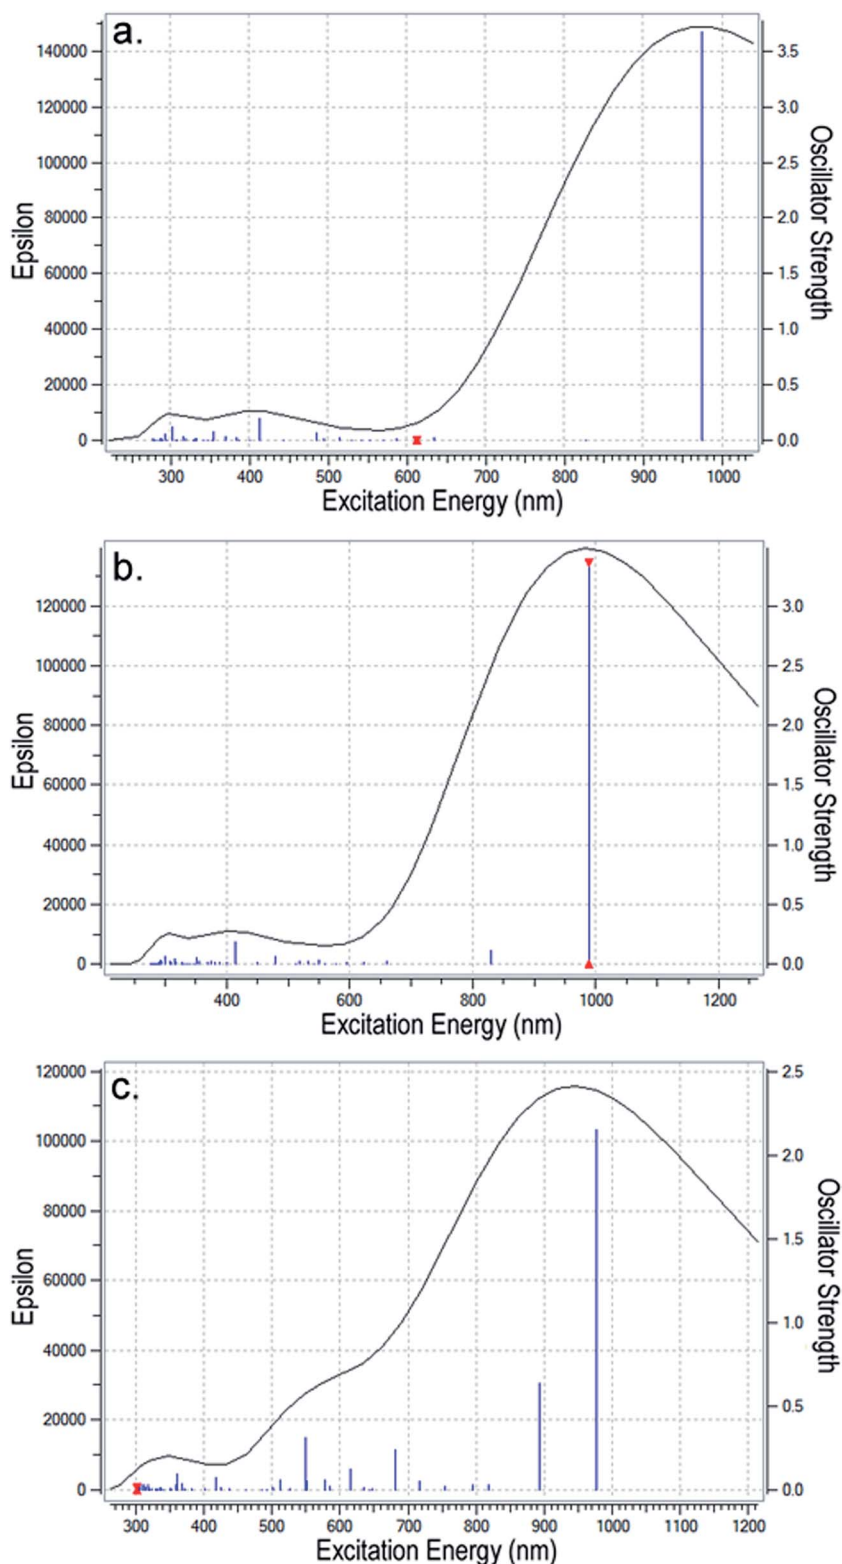 a.
140000
120000
100000
80000
60000
40000
20000
0
Epsilon
3.5
3.0
2.5
2.0
1.5
1.0
0.5
0.0
Oscillator Strength
300 400 500 600 700 800 900 1000
Excitation Energy (nm)
b.
120000
100000
80000
60000
40000
20000
0
Epsilon
3.0
2.5
2.0
1.5
1.0
0.5
0.0
Oscillator Strength
400 600 800 1000 1200
Excitation Energy (nm)
c.
120000
100000
80000
60000
40000
20000
0
Epsilon
2.5
2.0
1.5
1.0
0.5
0.0
Oscillator Strength
300 400 500 600 700 800 900 1000 1100 1200
Excitation Energy (nm)